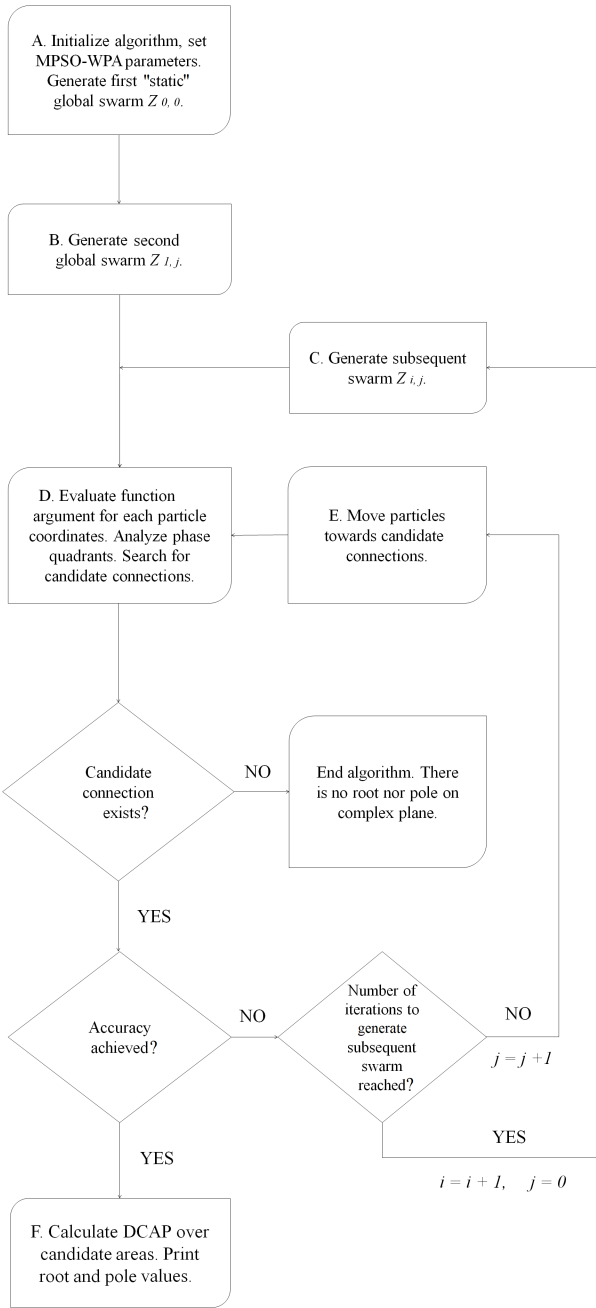 A. Initialize algorithm, set
MPSO-WPA parameters.
Generate first "static"
global swarm Z 0, 0.
B. Generate second
global swarm Z 1, j.
C. Generate subsequent
swarm Z i, j.
D. Evaluate function
argument for each particle
coordinates. Analyze phase
quadrants. Search for
candidate connections.
E. Move particles
towards candidate
connections.
Candidate
connection
exists?
NO
End algorithm. There
is no root nor pole on
complex plane.
YES
Accuracy
achieved?
NO
Number of
iterations to
generate
subsequent
swarm
reached?
NO
j = j +1
YES
i = i + 1, j = 0
YES
F. Calculate DCAP over
candidate areas. Print
root and pole values.